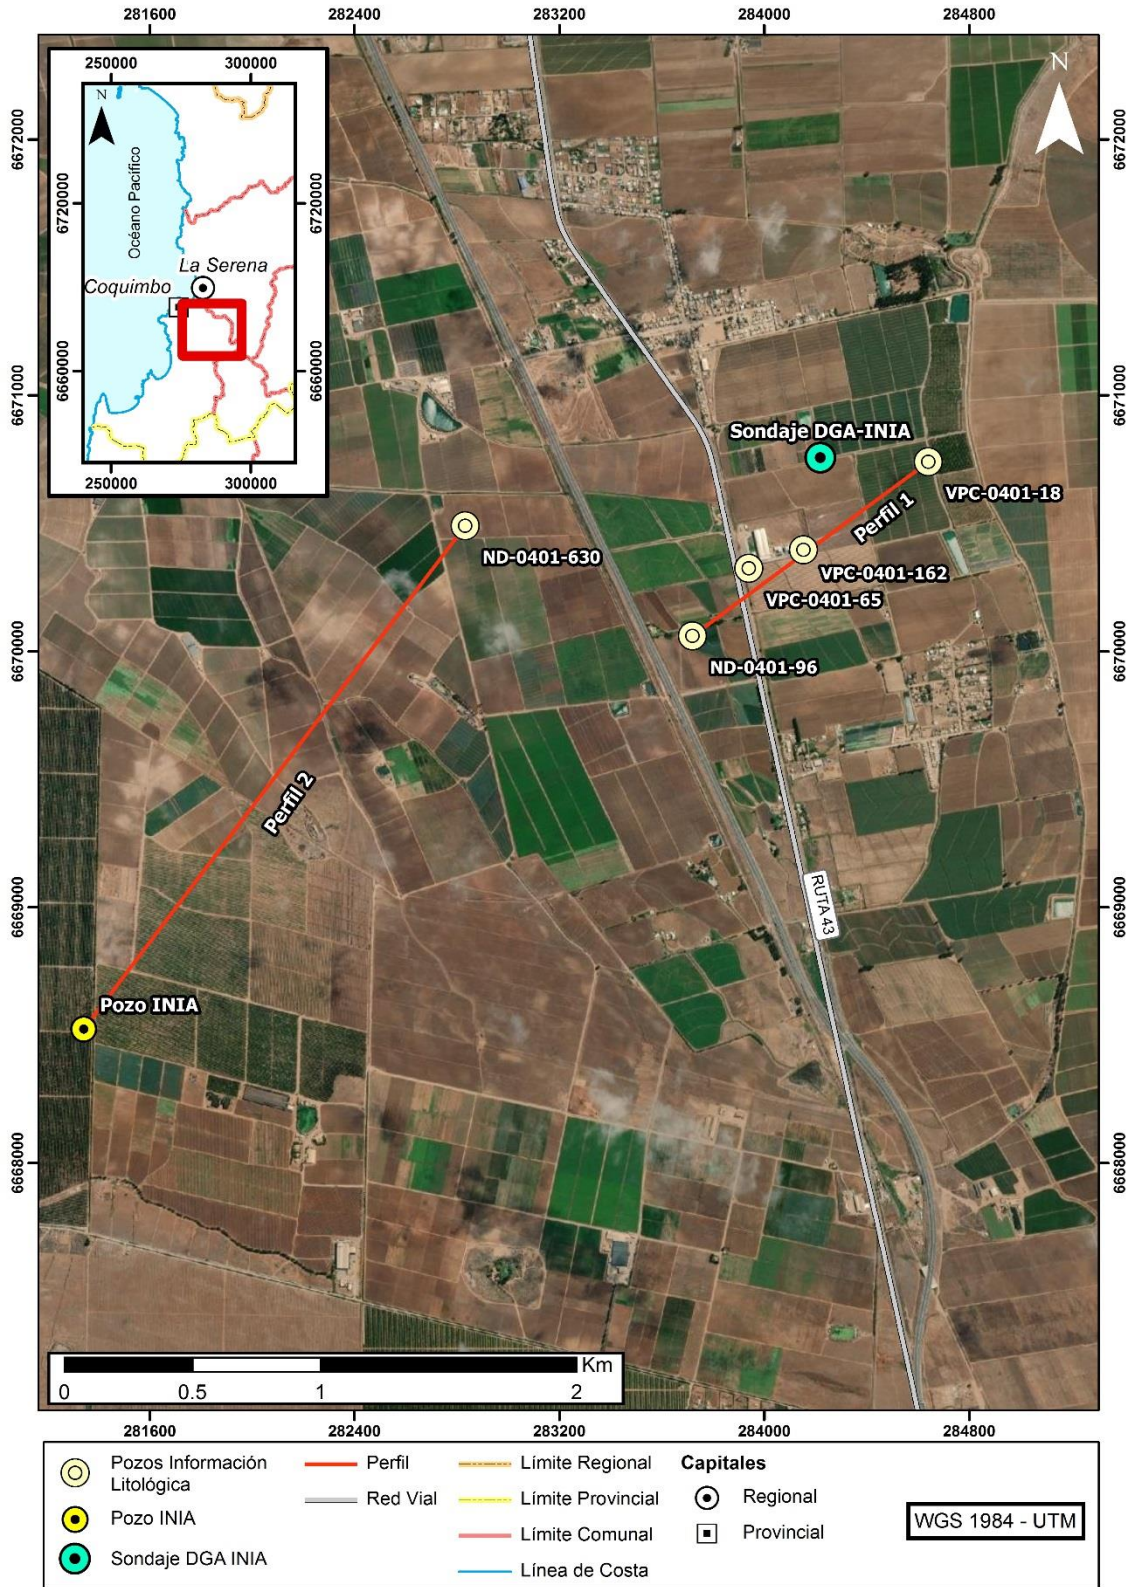 281600
282400
283200
284000
284800
250000
300000
N
Océano Pacífico
6720000
6720000
La Serena
Coquimbo
6660000
6660000
250000
300000
N
6672000
6672000
6671000
6671000
Sondaje DGA-INIA
VPC-0401-18
Perfil 1
ND-0401-630
VPC-0401-162
VPC-0401-65
6670000
6670000
ND-0401-96
Perfil 2
RUTA 43
6669000
6669000
Pozo INIA
6668000
6668000
Km
0
0.5
1
2
281600
282400
283200
284000
284800
Pozos Información
Litológica
Pozo INIA
Sondaje DGA INIA
Perfil
Red Vial
Límite Regional
Límite Provincial
Límite Comunal
Línea de Costa
Capitales
Regional
Provincial
WGS 1984 - UTM